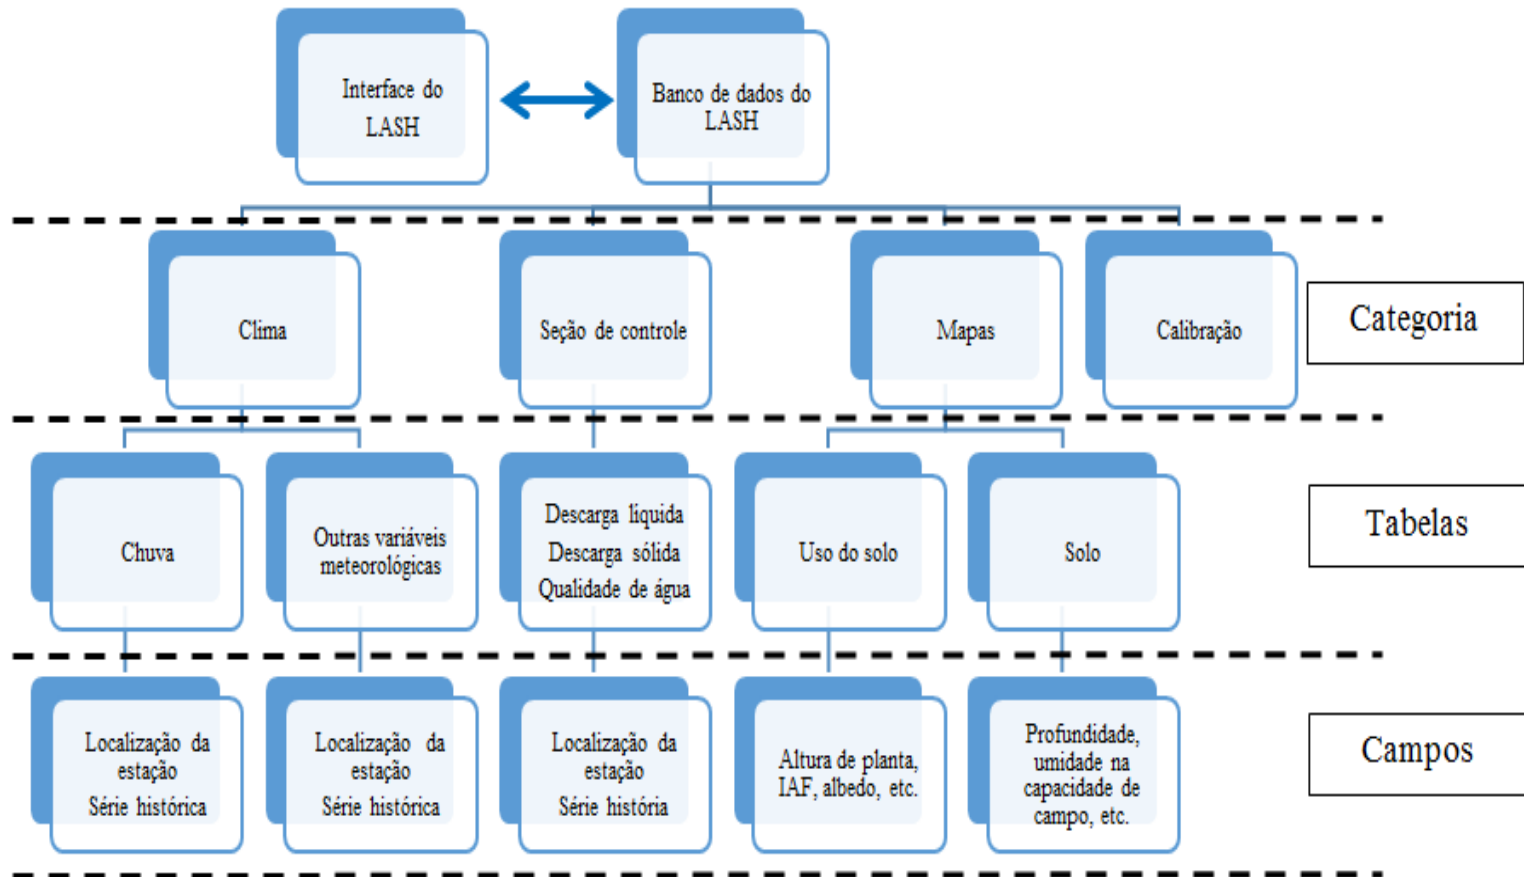 Interface do
LASH
Banco de dados do
LASH
Clima
Seção de controle
Mapas
Calibração
Categoria
Chuva
Outras variáveis
meteorológicas
Descarga líquida
Descarga sólida
Qualidade de água
Uso do solo
Solo
Tabelas
Localização da
estação
Série histórica
Localização da
estação
Série histórica
Localização da
estação
Série história
Altura de planta,
IAF, albedo, etc.
Profundidade,
umidade na
capacidade de
campo, etc.
Campos